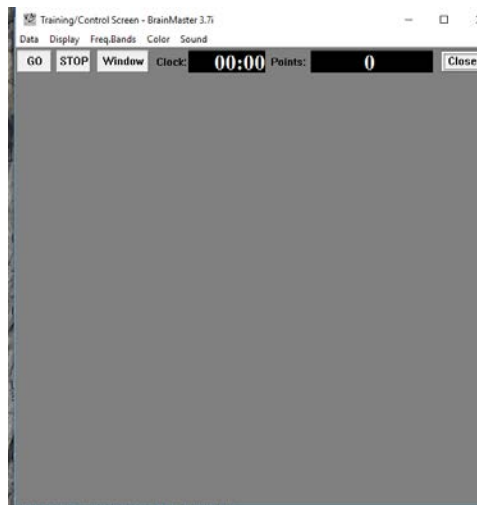 Training/Control Screen - BrainMaster 3.7i
Data Display Freq.Bands Color Sound
GO STOP Window Clock: 00:00 Points: 0 Close